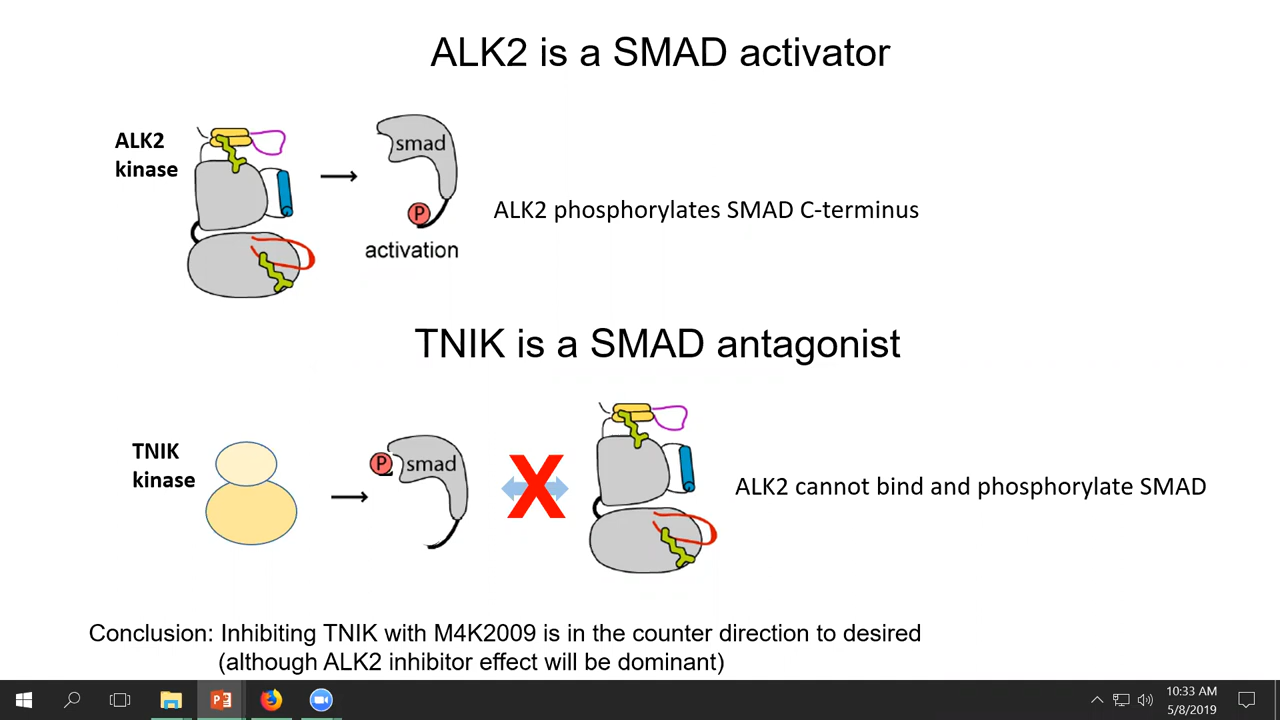 ALK2 is a SMAD activator
ALK2
kinase
smad
P
activation
ALK2 phosphorylates SMAD C-terminus
TNIK is a SMAD antagonist
TNIK
kinase
P
smad
X
ALK2 cannot bind and phosphorylate SMAD
Conclusion: Inhibiting TNIK with M4K2009 is in the counter direction to desired
(although ALK2 inhibitor effect will be dominant)
10:33 AM
5/8/2019